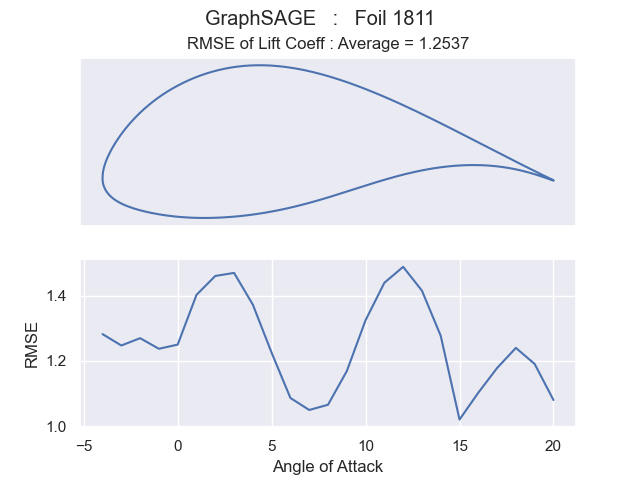 GraphSAGE   :   Foil 1811
RMSE of Lift Coeff : Average = 1.2537
1.4
1.2
1.0
RMSE
−5 0 5 10 15 20
Angle of Attack